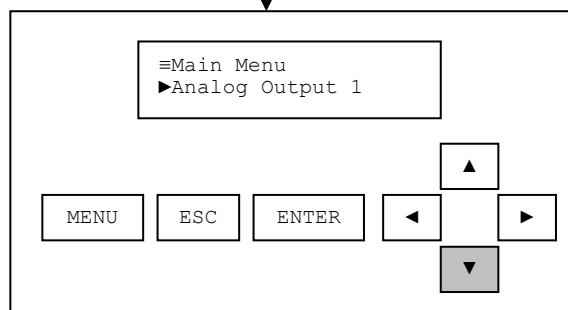 ≡Main Menu
►Analog Output 1
▲
MENU ESC ENTER ◄ ►
▼